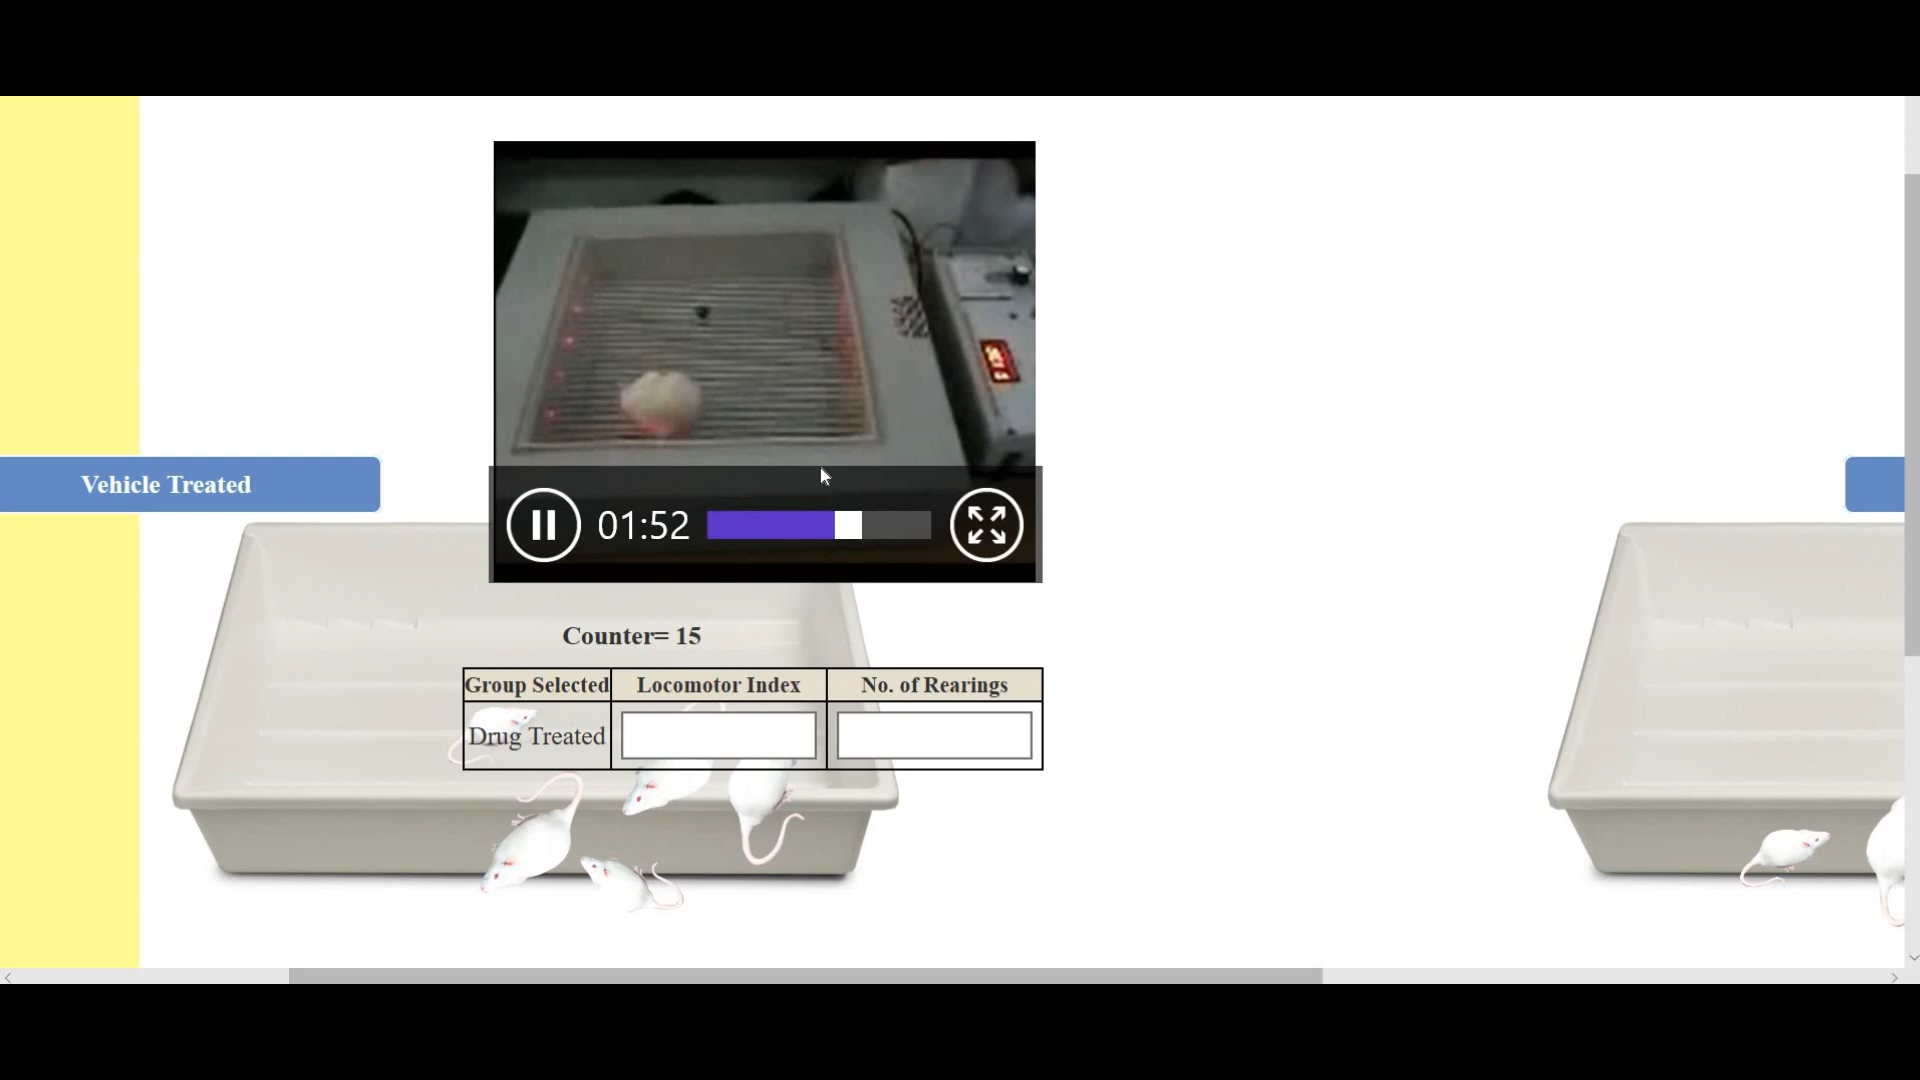 Vehicle Treated
01:52
Counter= 15
Group Selected Locomotor Index No. of Rearings
Drug Treated